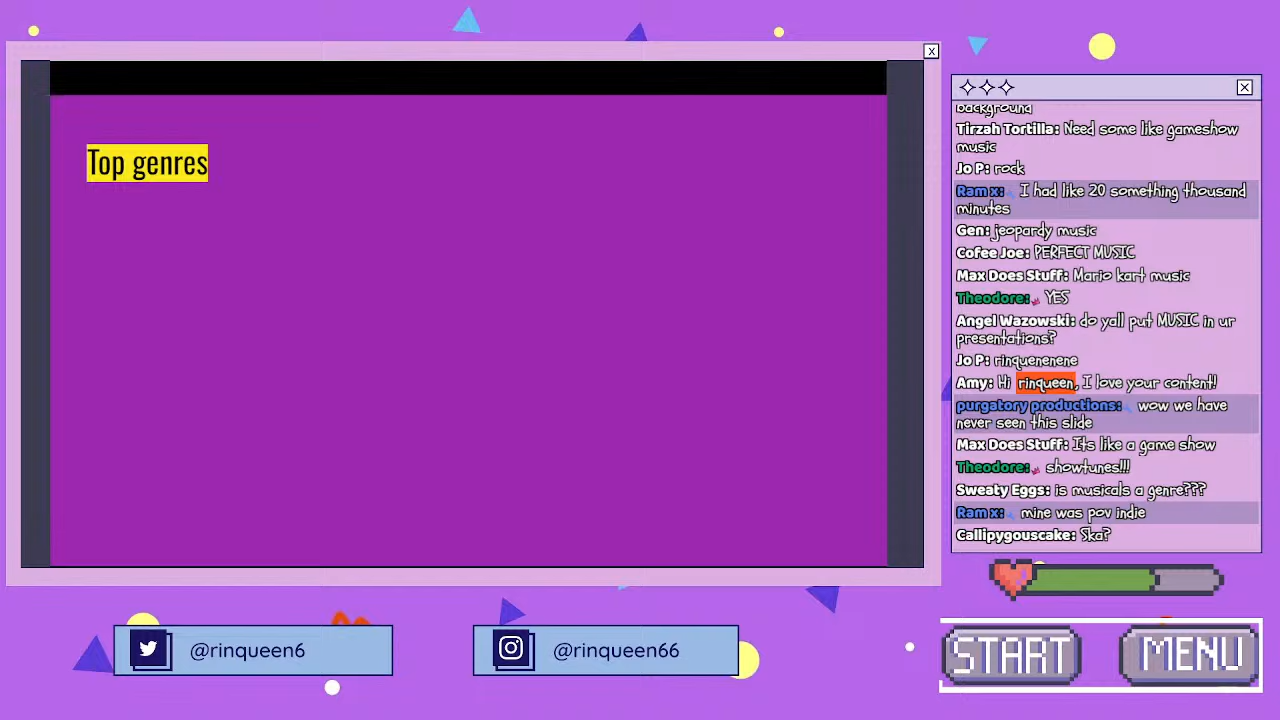 X
Top genres
background
Tirzah Tortilla: Need some like gameshow
music
Jo P: rock
Ram x: I had like 20 something thousand
minutes
Gen: jeopardy music
Cofee Joe: PERFECT MUSIC
Max Does Stuff: Mario kart music
Theodore: YES
Angel Wazowski: do yall put MUSIC in ur
presentations?
Jo P: rinquenenene
Amy: Hi rinqueen, I love your content!
purgatory productions: wow we have
never seen this slide
Max Does Stuff: Its like a game show
Theodore: showtunes!!!
Sweaty Eggs: is musicals a genre???
Ram x: mine was pov indie
Callipygouscake: Ska?
@rinqueen6
@rinqueen66
START
MENU